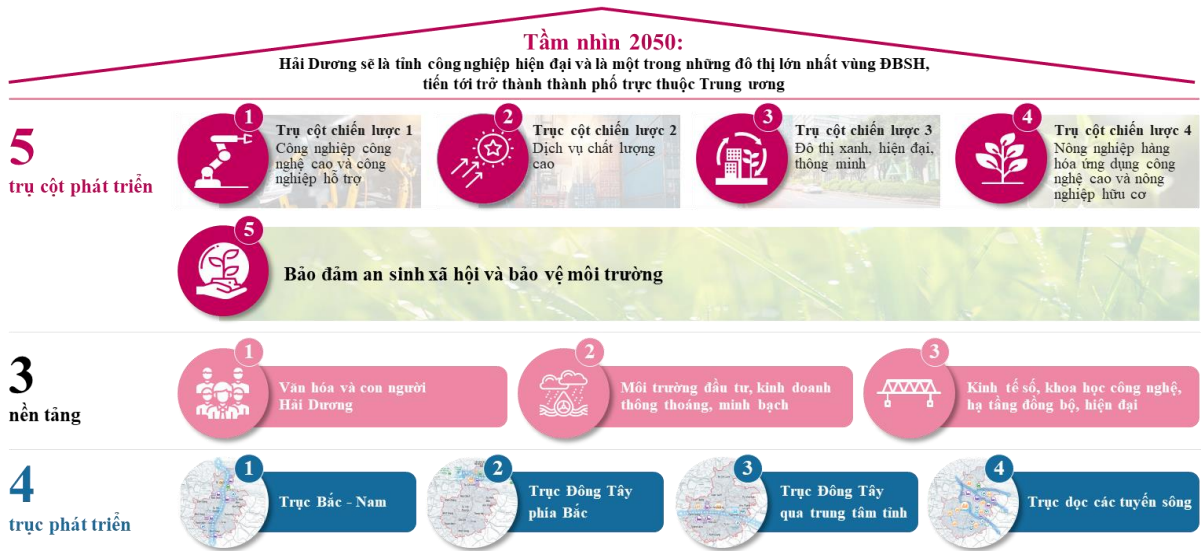 Tầm nhìn 2050:
Hải Dương sẽ là tỉnh công nghiệp hiện đại và là một trong những đô thị lớn nhất vùng ĐBSH,
tiến tới trở thành thành phố trực thuộc Trung ương
5
trụ cột phát triển
1
Trụ cột chiến lược 1
Công nghiệp công
nghệ cao và công
nghiệp hỗ trợ
2
Trục cột chiến lược 2
Dịch vụ chất lượng
cao
3
Trụ cột chiến lược 3
Đô thị xanh, hiện đại,
thông minh
4
Trụ cột chiến lược 4
Nông nghiệp hàng
hóa ứng dụng công
nghệ cao và nông
nghiệp hữu cơ
5
Bảo đảm an sinh xã hội và bảo vệ môi trường
3
nền tảng
1
Văn hóa và con người
Hải Dương
2
Môi trường đầu tư, kinh doanh
thông thoáng, minh bạch
3
Kinh tế số, khoa học công nghệ,
hạ tầng đồng bộ, hiện đại
4
trục phát triển
1
Trục Bắc - Nam
2
Trục Đông Tây
phía Bắc
3
Trục Đông Tây
qua trung tâm tỉnh
4
Trục dọc các tuyến sông